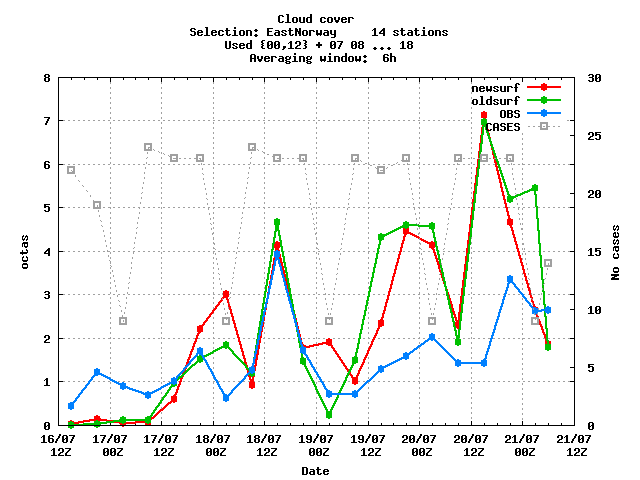 Cloud cover
Selection: EastNorway     14 stations
Used {00,12} + 07 08 ... 18
Averaging window:  6h
8 30
newsurf
oldsurf
OBS
CASES
7 25
6 20
5
4 15
3 10
2
1 5
0 0
octas
No cases
16/07 17/07 17/07 18/07 18/07 19/07 19/07 20/07 20/07 21/07 21/07
12Z 00Z 12Z 00Z 12Z 00Z 12Z 00Z 12Z 00Z 12Z
Date